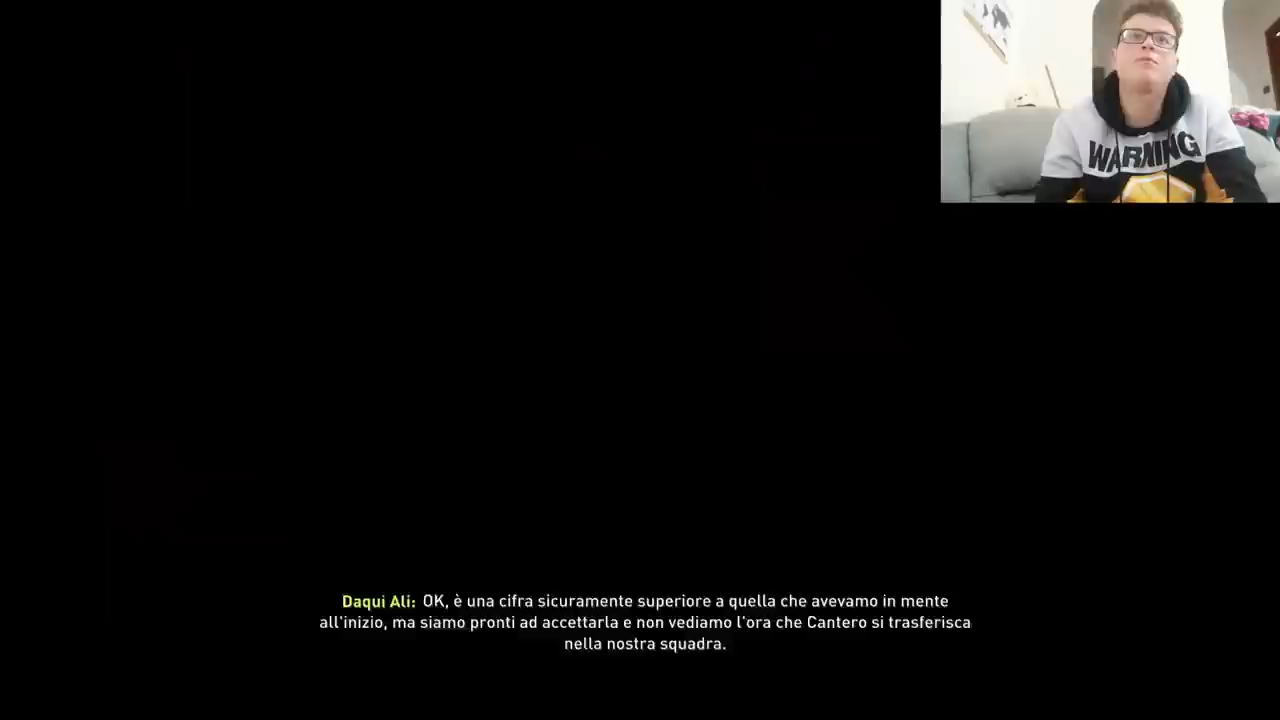 WARNING
Daqui Ali: OK, è una cifra sicuramente superiore a quella che avevamo in mente
all'inizio, ma siamo pronti ad accettarla e non vediamo l'ora che Cantero si trasferisca
nella nostra squadra.